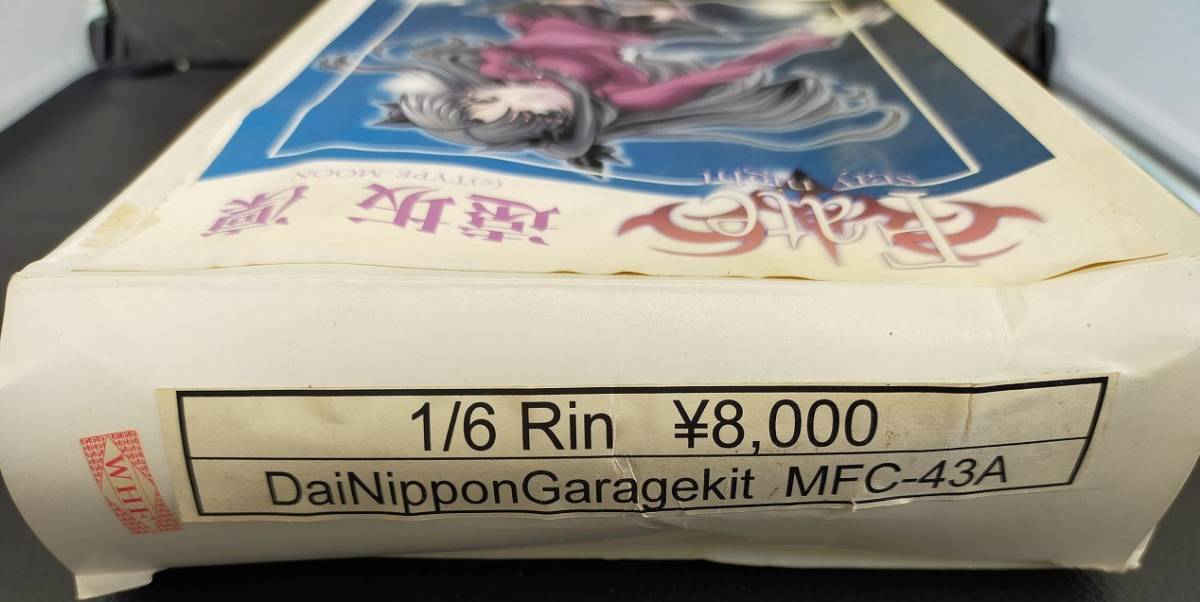 Fate
stay night
遠坂 凛
(c)TYPE-MOON
1/6 Rin ¥8,000
DaiNipponGaragekit MFC-43A
WHF